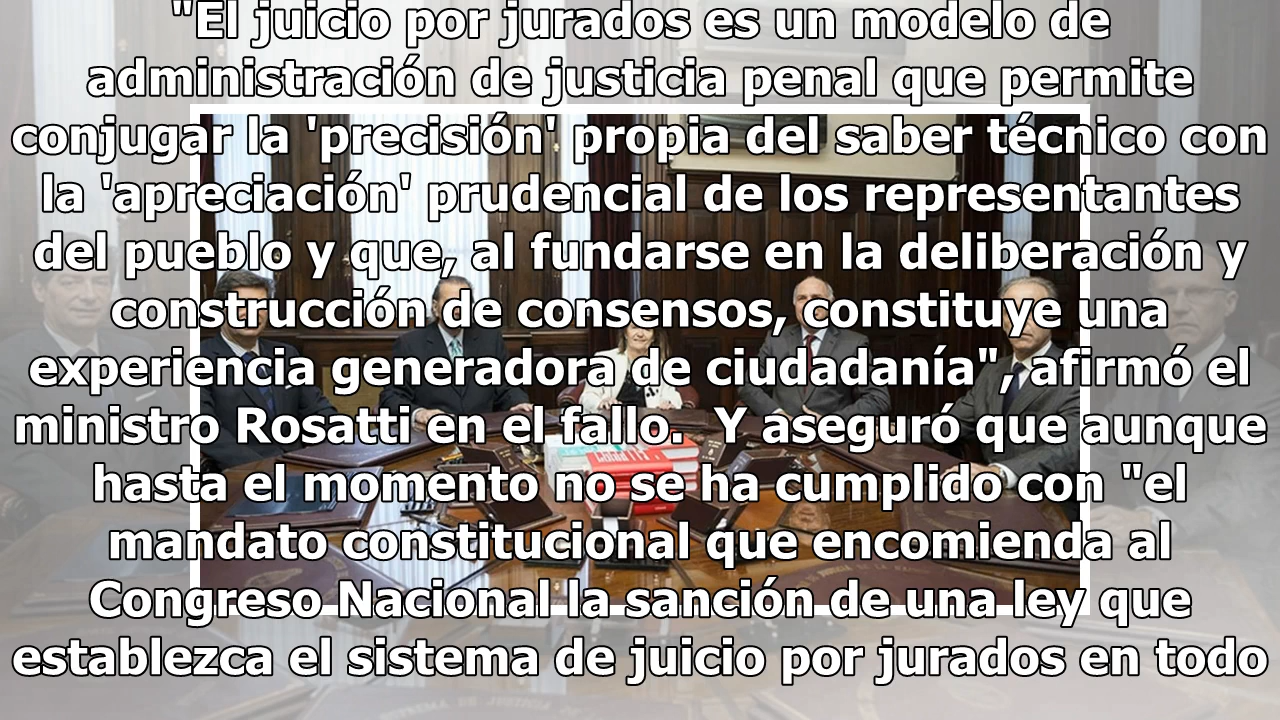 "El juicio por jurados es un modelo de
administración de justicia penal que permite
conjugar la 'precisión' propia del saber técnico con
la 'apreciación' prudencial de los representantes
del pueblo y que, al fundarse en la deliberación y
construcción de consensos, constituye una
experiencia generadora de ciudadanía", afirmó el
ministro Rosatti en el fallo.  Y aseguró que aunque
hasta el momento no se ha cumplido con "el
mandato constitucional que encomienda al
Congreso Nacional la sanción de una ley que
establezca el sistema de juicio por jurados en todo